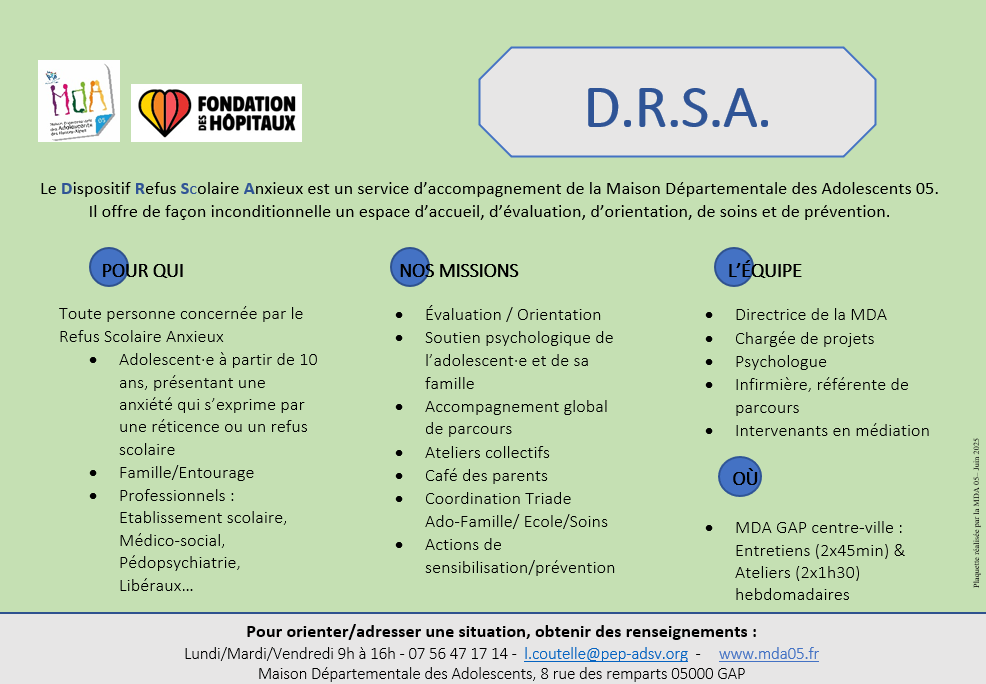 MDA
Maison Départementale
des Adolescents
des Hautes-Alpes
05
FONDATION
DES HÔPITAUX
D.R.S.A.
Le Dispositif Refus Scolaire Anxieux est un service d’accompagnement de la Maison Départementale des Adolescents 05.
Il offre de façon inconditionnelle un espace d’accueil, d’évaluation, d’orientation, de soins et de prévention.
POUR QUI
Toute personne concernée par le
Refus Scolaire Anxieux
• Adolescent·e à partir de 10
ans, présentant une
anxiété qui s’exprime par
une réticence ou un refus
scolaire
• Famille/Entourage
• Professionnels :
Etablissement scolaire,
Médico-social,
Pédopsychiatrie,
Libéraux…
NOS MISSIONS
• Évaluation / Orientation
• Soutien psychologique de
l’adolescent·e et de sa
famille
• Accompagnement global
de parcours
• Ateliers collectifs
• Café des parents
• Coordination Triade
Ado-Famille/ Ecole/Soins
• Actions de
sensibilisation/prévention
L’ÉQUIPE
• Directrice de la MDA
• Chargée de projets
• Psychologue
• Infirmière, référente de
parcours
• Intervenants en médiation
OÙ
• MDA GAP centre-ville :
Entretiens (2x45min) &
Ateliers (2x1h30)
hebdomadaires
Plaquette réalisée par la MDA 05– Juin 2025
Pour orienter/adresser une situation, obtenir des renseignements :
Lundi/Mardi/Vendredi 9h à 16h - 07 56 47 17 14 - l.coutelle@pep-adsv.org - www.mda05.fr
Maison Départementale des Adolescents, 8 rue des remparts 05000 GAP